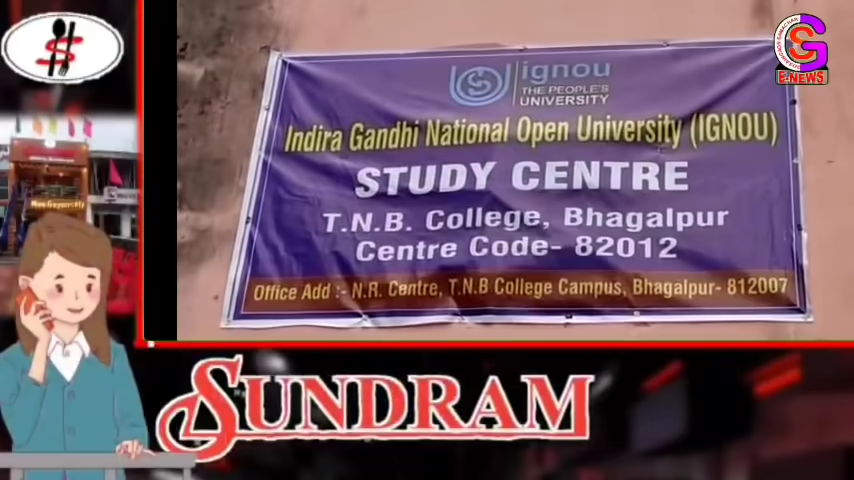 ignou
THE PEOPLE'S
UNIVERSITY
Indira Gandhi National Open University (IGNOU)
STUDY CENTRE
T.N.B. College, Bhagalpur
Centre Code- 82012
Office Add :- N.R. Centre, T.N.B College Campus, Bhagalpur- 812007
GS
E-NEWS
SUNDRAM